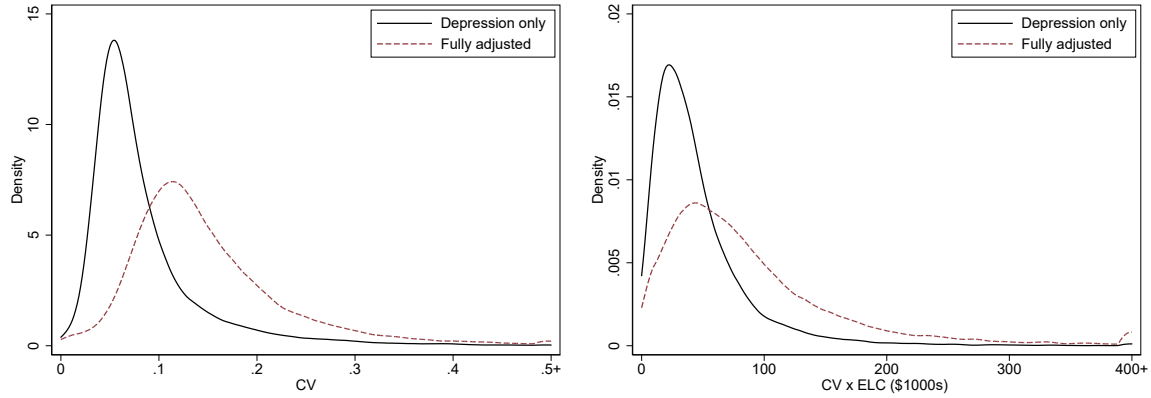 15
10
5
0
Density
0
.1
.2
.3
.4
.5+
CV
Depression only
Fully adjusted
.02
.015
.01
.005
0
Density
0
100
200
300
400+
CV x ELC ($1000s)
Depression only
Fully adjusted